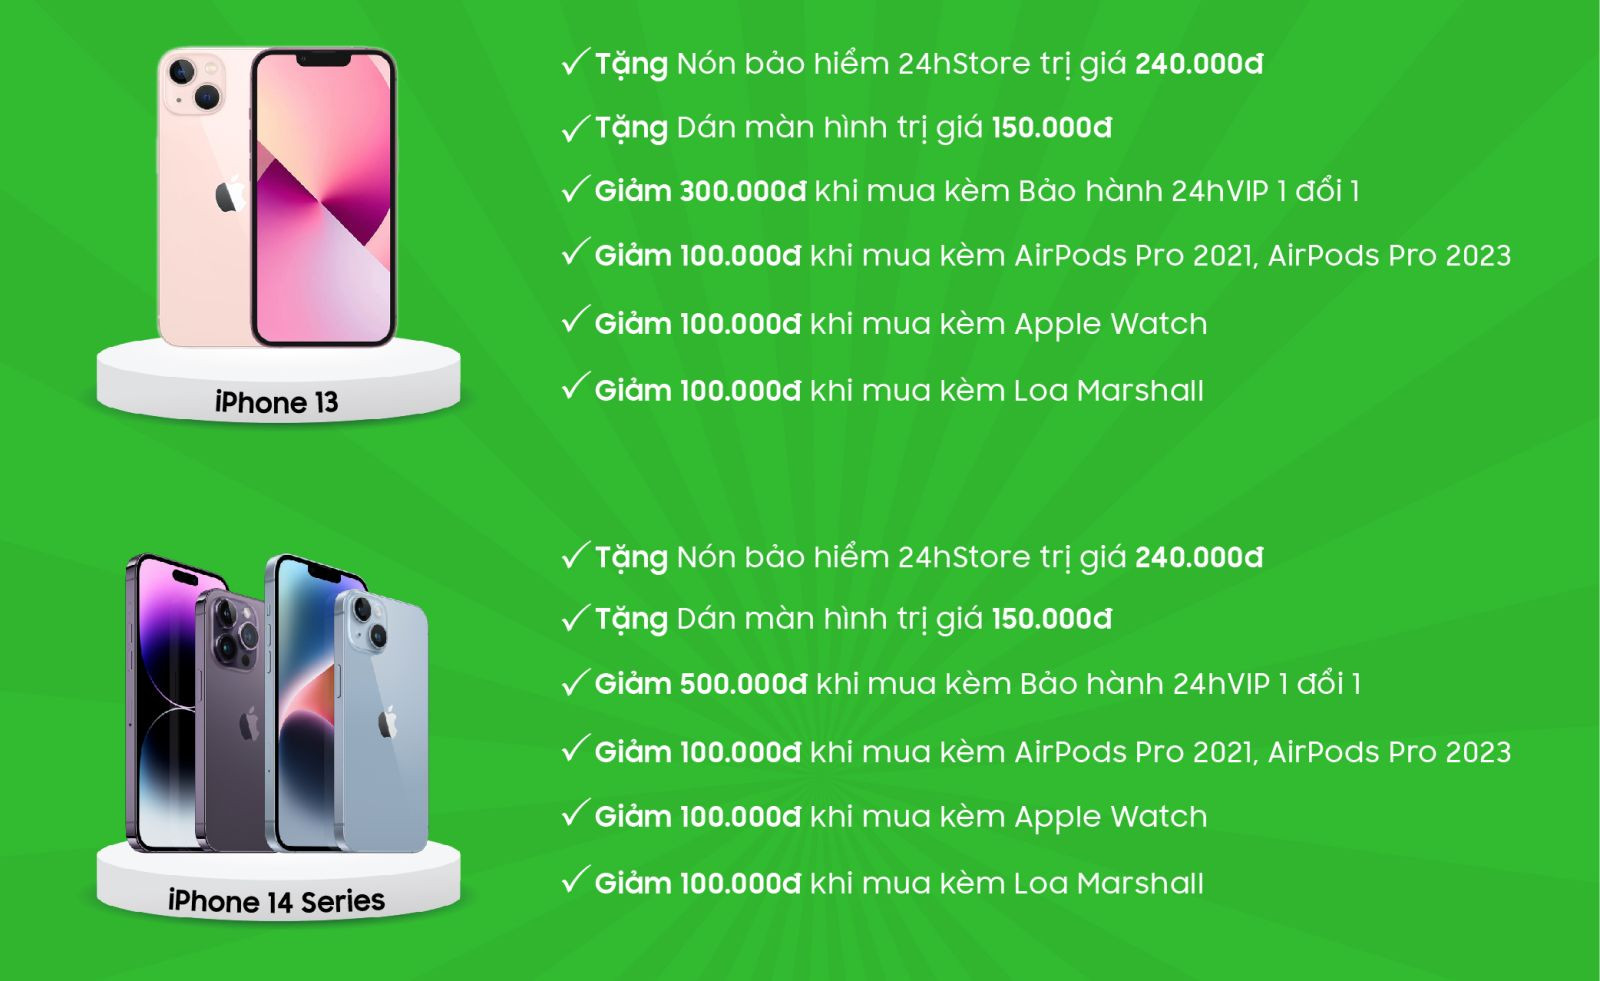 Tặng Nón bảo hiểm 24hStore trị giá 240.000đ
Tặng Dán màn hình trị giá 150.000đ
Giảm 300.000đ khi mua kèm Bảo hành 24hVIP 1 đổi 1
Giảm 100.000đ khi mua kèm AirPods Pro 2021, AirPods Pro 2023
Giảm 100.000đ khi mua kèm Apple Watch
Giảm 100.000đ khi mua kèm Loa Marshall
iPhone 13
Tặng Nón bảo hiểm 24hStore trị giá 240.000đ
Tặng Dán màn hình trị giá 150.000đ
Giảm 500.000đ khi mua kèm Bảo hành 24hVIP 1 đổi 1
Giảm 100.000đ khi mua kèm AirPods Pro 2021, AirPods Pro 2023
Giảm 100.000đ khi mua kèm Apple Watch
Giảm 100.000đ khi mua kèm Loa Marshall
iPhone 14 Series